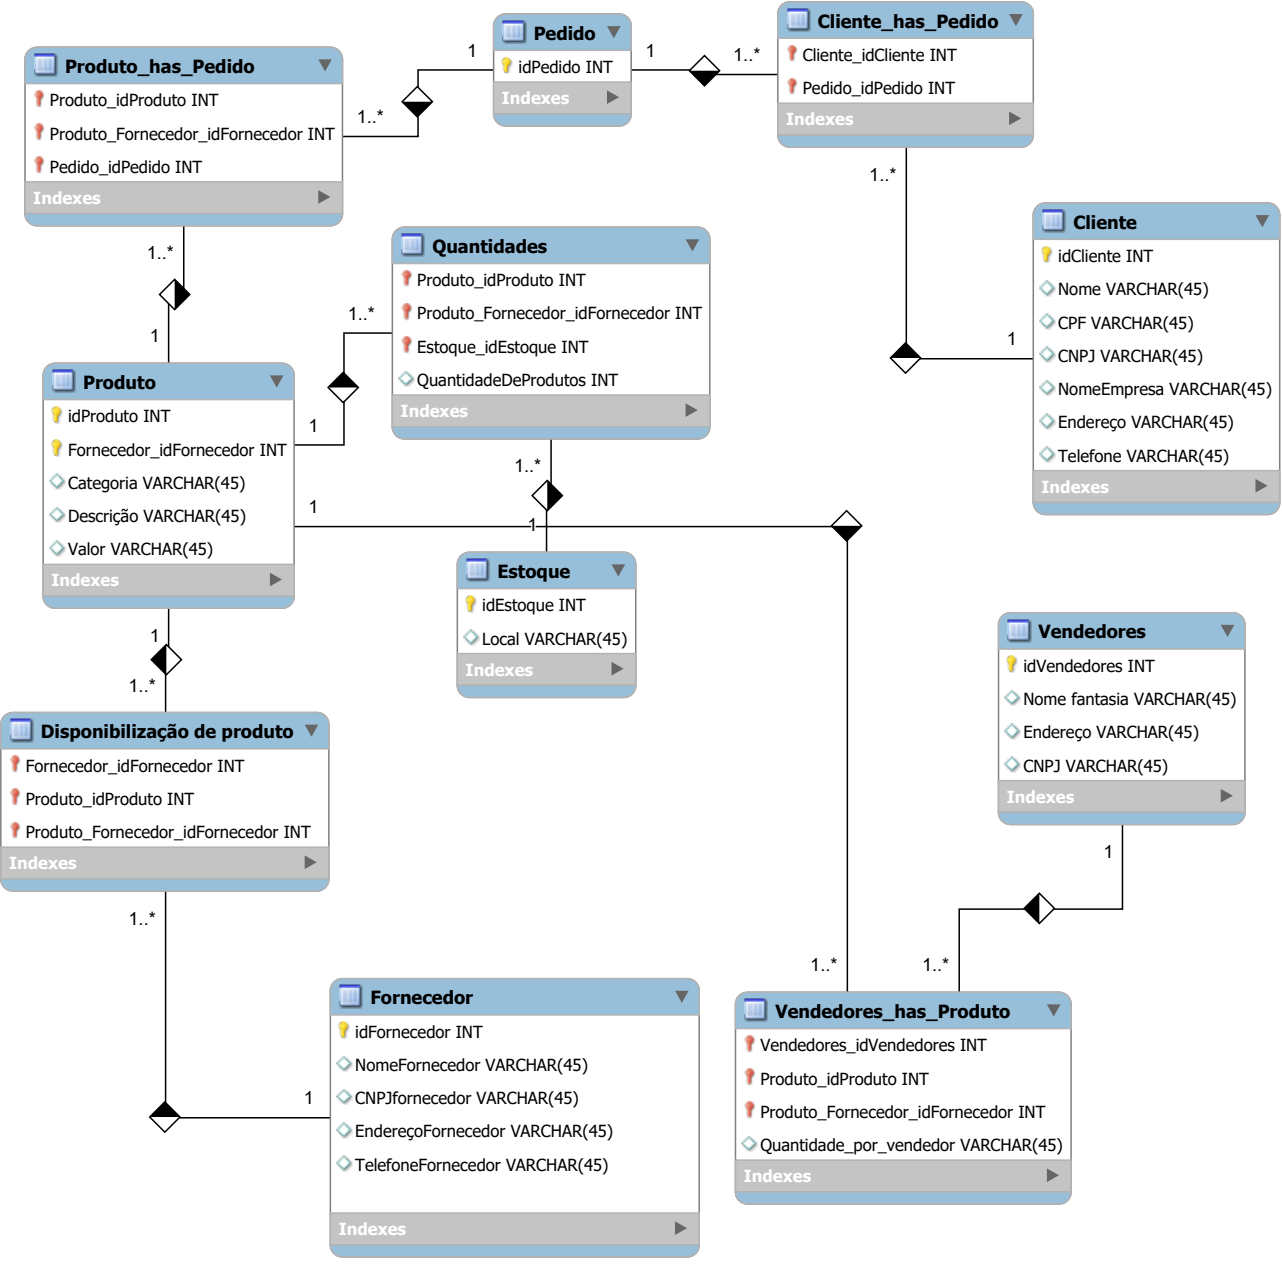 Produto_has_Pedido
Produto_idProduto INT
Produto_Fornecedor_idFornecedor INT
Pedido_idPedido INT
Indexes
1..*
1
Pedido
idPedido INT
Indexes
1
1..*
Cliente_has_Pedido
Cliente_idCliente INT
Pedido_idPedido INT
Indexes
1..*
1
Cliente
idCliente INT
Nome VARCHAR(45)
CPF VARCHAR(45)
CNPJ VARCHAR(45)
NomeEmpresa VARCHAR(45)
Endereço VARCHAR(45)
Telefone VARCHAR(45)
Indexes
1..*
1
Quantidades
Produto_idProduto INT
Produto_Fornecedor_idFornecedor INT
Estoque_idEstoque INT
QuantidadeDeProdutos INT
Indexes
1..*
1
Produto
idProduto INT
Fornecedor_idFornecedor INT
Categoria VARCHAR(45)
Descrição VARCHAR(45)
Valor VARCHAR(45)
Indexes
1..*
1
1
Estoque
idEstoque INT
Local VARCHAR(45)
Indexes
1
1..*
Disponibilização de produto
Fornecedor_idFornecedor INT
Produto_idProduto INT
Produto_Fornecedor_idFornecedor INT
Indexes
Vendedores
idVendedores INT
Nome fantasia VARCHAR(45)
Endereço VARCHAR(45)
CNPJ VARCHAR(45)
Indexes
1
1..*
1..*
1..*
1
Fornecedor
idFornecedor INT
NomeFornecedor VARCHAR(45)
CNPJfornecedor VARCHAR(45)
EndereçoFornecedor VARCHAR(45)
TelefoneFornecedor VARCHAR(45)
Indexes
Vendedores_has_Produto
Vendedores_idVendedores INT
Produto_idProduto INT
Produto_Fornecedor_idFornecedor INT
Quantidade_por_vendedor VARCHAR(45)
Indexes